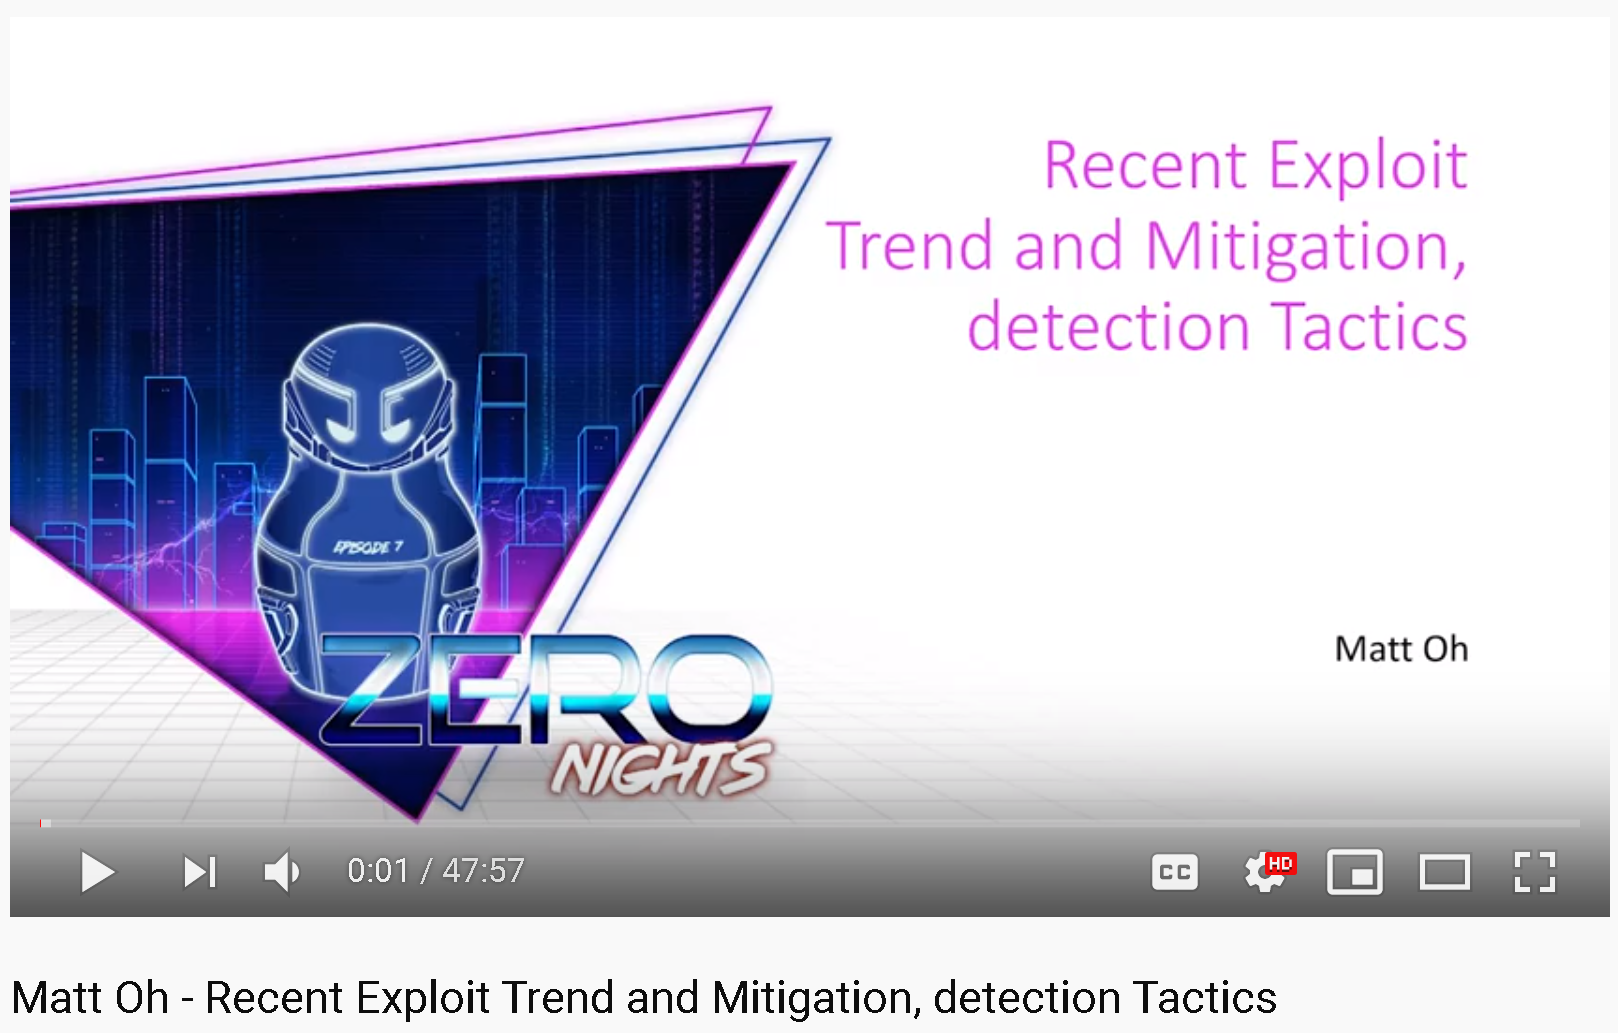 Recent Exploit
Trend and Mitigation,
detection Tactics
EPISODE 7
Matt Oh
ZERO
NIGHTS
0:01 / 47:57
CC
HD
Matt Oh - Recent Exploit Trend and Mitigation, detection Tactics